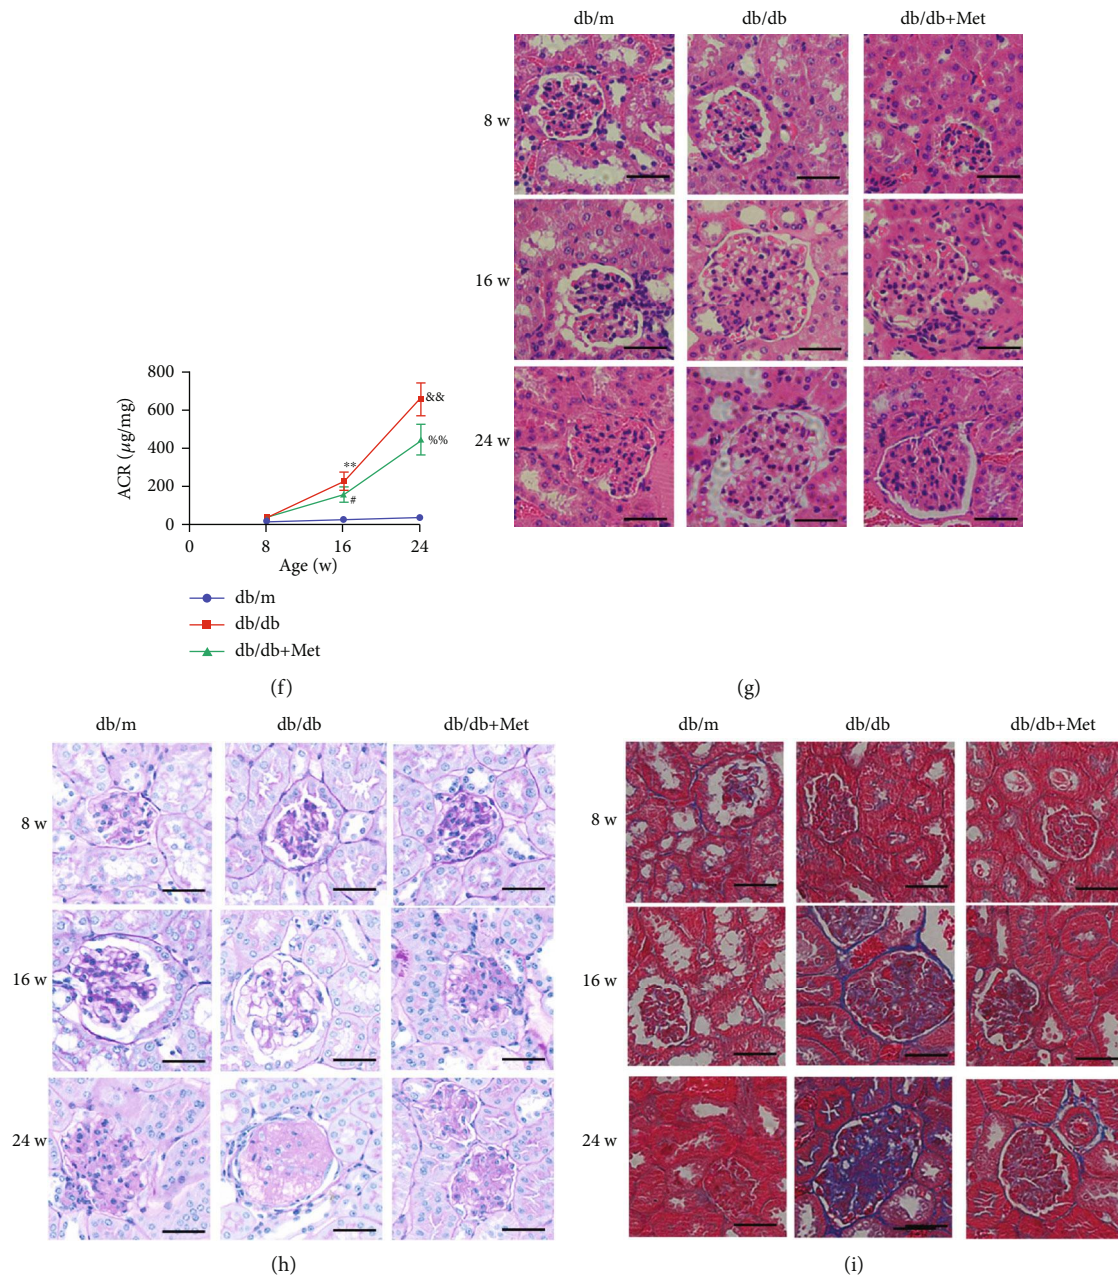 db/m db/db db/db+Met
8 w
16 w
24 w
(g)
800
600
400
200
0
ACR (µg/mg)
**
#
&&
%%
0 8 16 24
Age (w)
db/m
db/db
db/db+Met
(f)
db/m db/db db/db+Met
8 w
16 w
24 w
(h)
db/m db/db db/db+Met
8 w
16 w
24 w
(i)